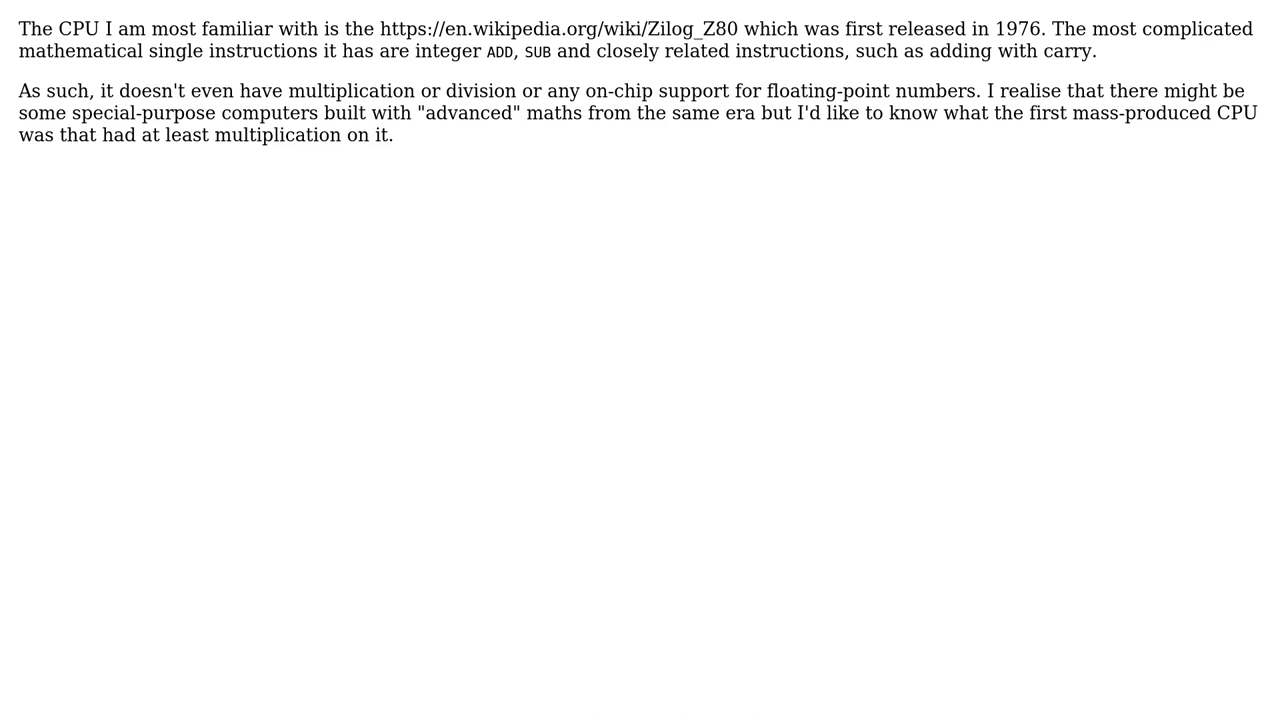 The CPU I am most familiar with is the https://en.wikipedia.org/wiki/Zilog_Z80 which was first released in 1976. The most complicated
mathematical single instructions it has are integer ADD, SUB and closely related instructions, such as adding with carry.
As such, it doesn't even have multiplication or division or any on-chip support for floating-point numbers. I realise that there might be
some special-purpose computers built with "advanced" maths from the same era but I'd like to know what the first mass-produced CPU
was that had at least multiplication on it.